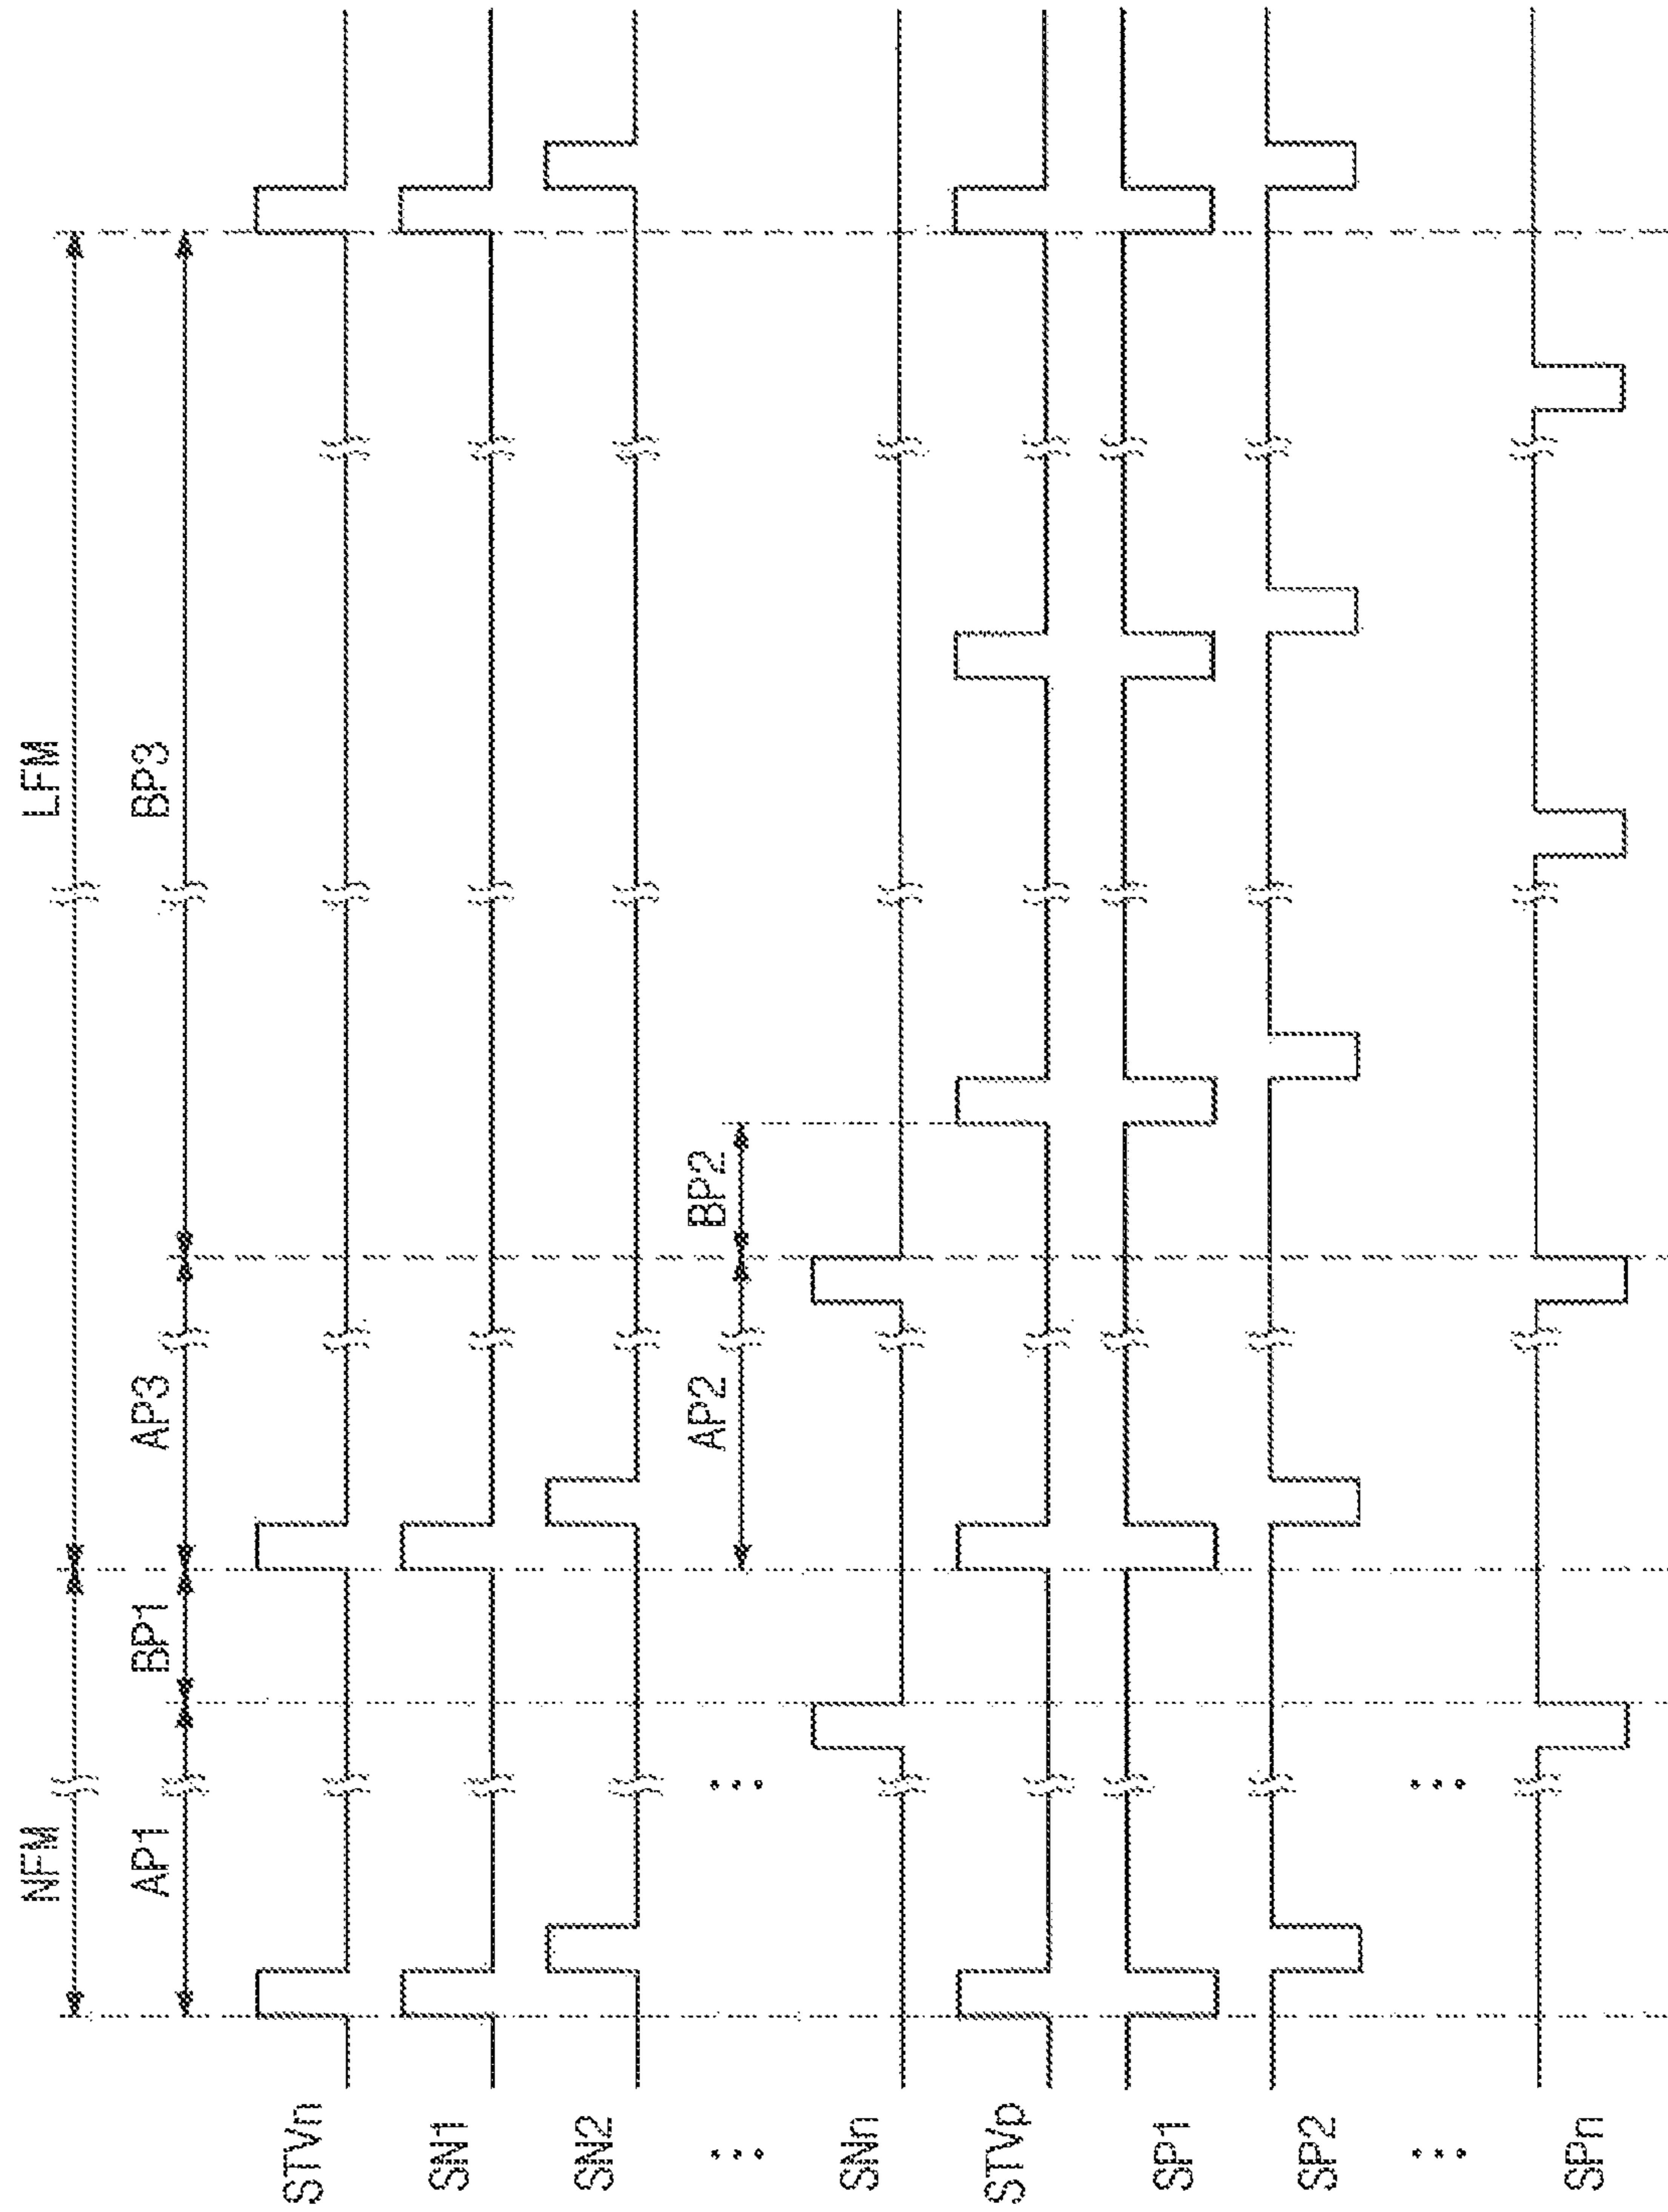 NFM LFM
AP1 BP1 AP3 BP3
STVn
SN1
SN2
AP2 BP2
...
...
SNn
STVp
SP1
SP2
...
...
SPn